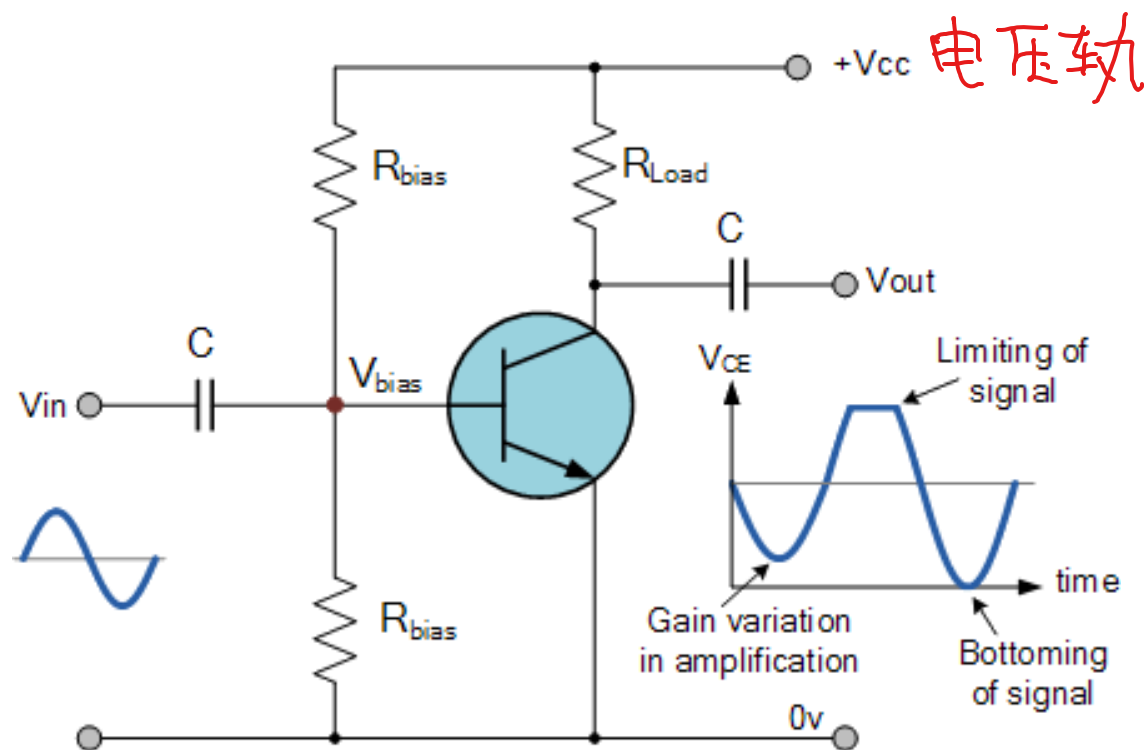 +Vcc 电压轨
Rbias
RLoad
C
Vout
C
Vbias
Vin
VCE
Limiting of
signal
time
Gain variation
in amplification
Rbias
Bottoming
of signal
0v